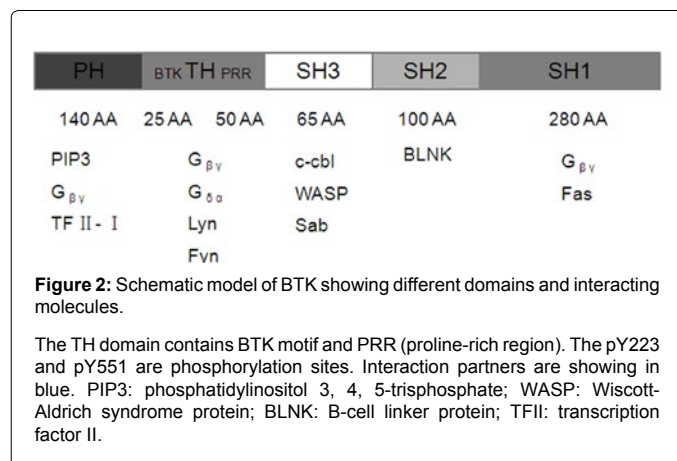 PH BTK TH PRR SH3 SH2 SH1
140 AA 25 AA 50 AA 65 AA 100 AA 280 AA
PIP3 G βγ c-cbl BLNK G βγ
G βγ G δα WASP Fas
TF II - I Lyn Sab
Fyn
Figure 2: Schematic model of BTK showing different domains and interacting
molecules.
The TH domain contains BTK motif and PRR (proline-rich region). The pY223
and pY551 are phosphorylation sites. Interaction partners are showing in
blue. PIP3: phosphatidylinositol 3, 4, 5-trisphosphate; WASP: Wiscott-
Aldrich syndrome protein; BLNK: B-cell linker protein; TFII: transcription
factor II.